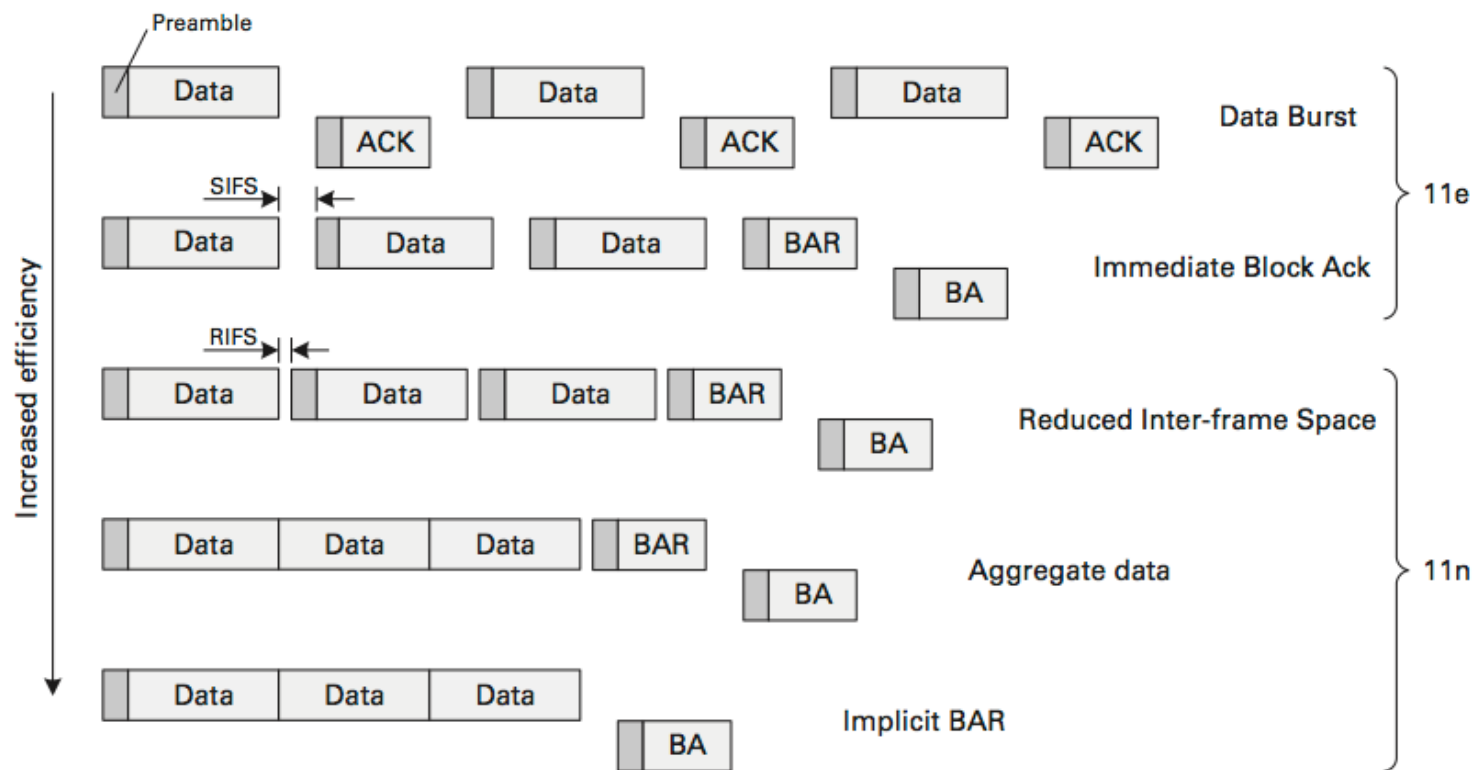 Preamble
Data
Data
Data
Data Burst
ACK
ACK
ACK
SIFS
11e
Data
Data
Data
BAR
Immediate Block Ack
BA
RIFS
Data
Data
Data
BAR
Reduced Inter-frame Space
BA
Increased efficiency
Data
Data
Data
BAR
Aggregate data
11n
BA
Data
Data
Data
Implicit BAR
BA